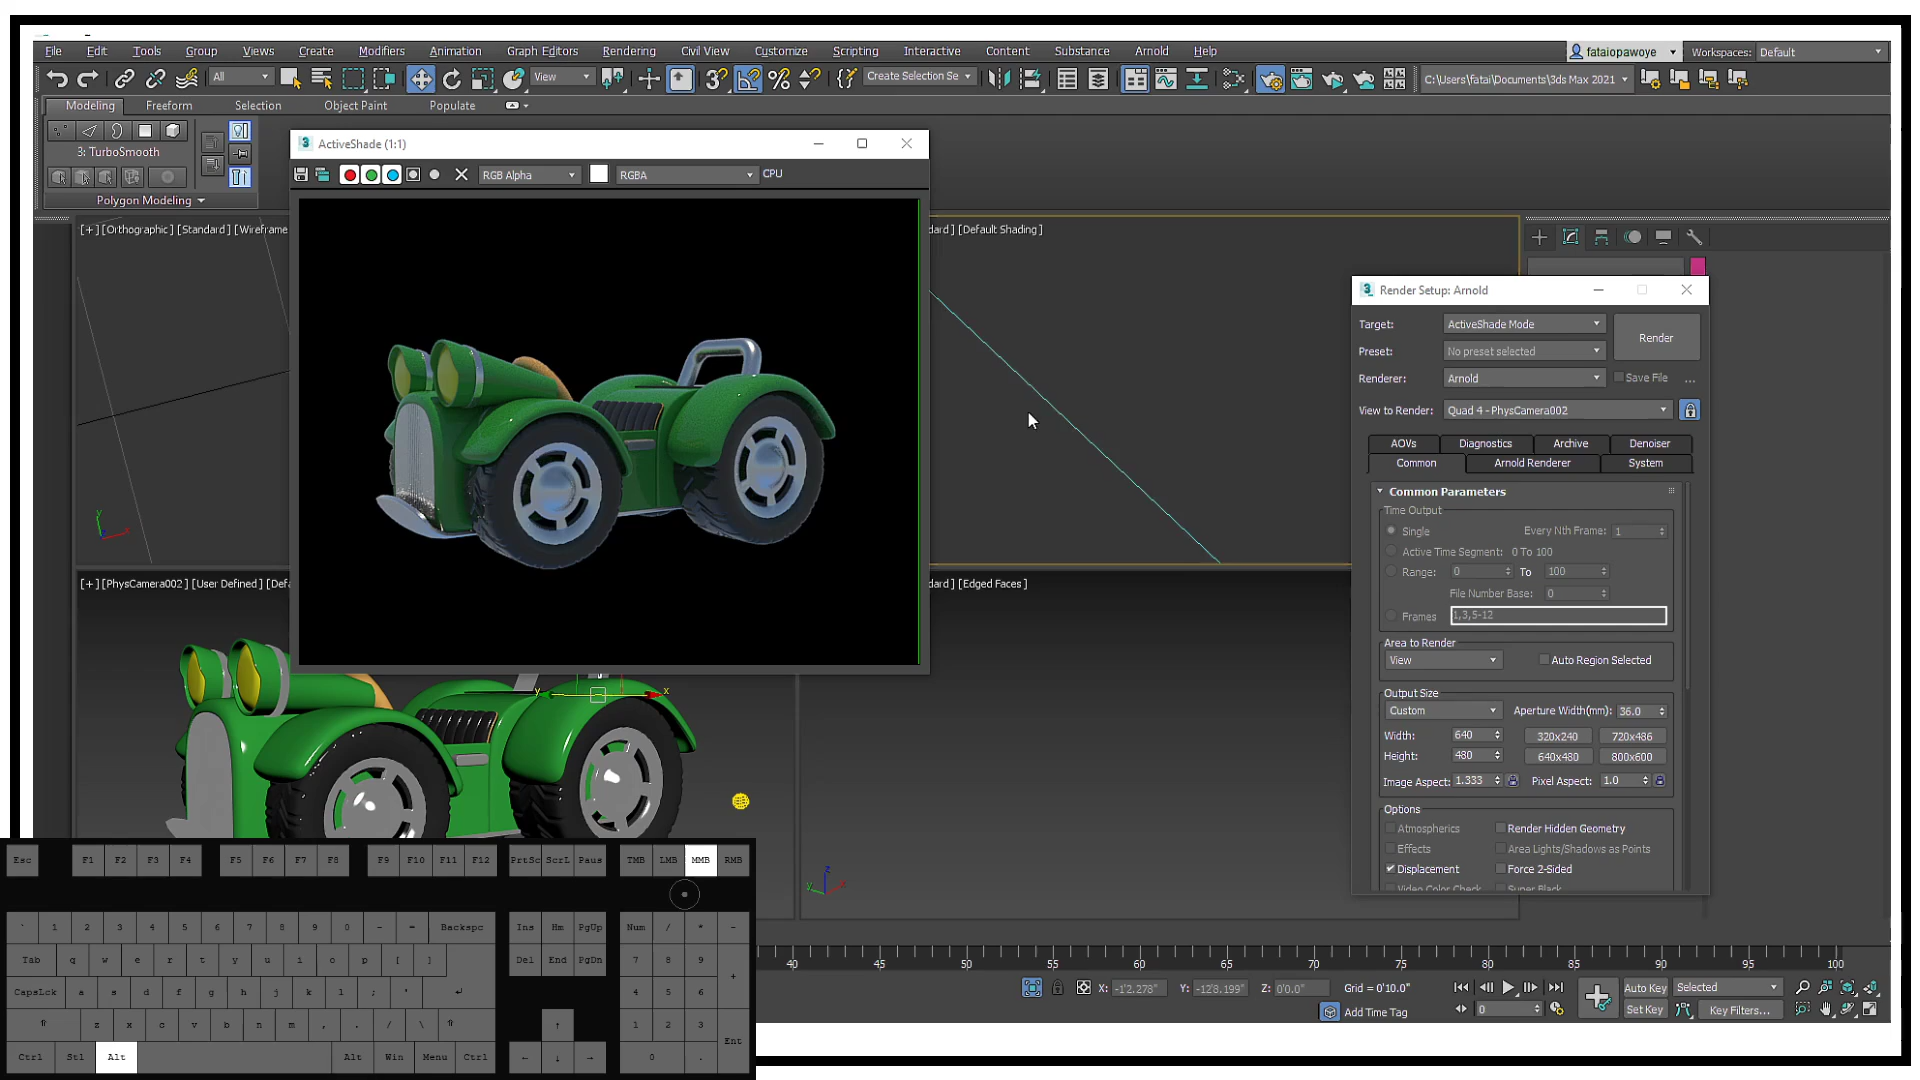 File Edit Tools Group Views Create Modifiers Animation Graph Editors Rendering Civil View Customize Scripting Interactive Content Substance Arnold Help
fataiopawoye Workspaces: Default
All View Create Selection Se C:\Users\fatai\Documents\3ds Max 2021
Modeling Freeform Selection Object Paint Populate
3: TurboSmooth
Polygon Modeling
ActiveShade (1:1)
RGB Alpha RGBA CPU
[+] [Orthographic] [Standard] [Wireframe
dard] [Default Shading]
Render Setup: Arnold
Target: ActiveShade Mode
Render
Preset: No preset selected
Renderer: Arnold Save File ...
View to Render: Quad 4 - PhysCamera002
AOVs Diagnostics Archive Denoiser
Common Arnold Renderer System
Common Parameters
Time Output
Single Every Nth Frame: 1
Active Time Segment: 0 To 100
Range: 0 To 100
File Number Base: 0
Frames 1,3,5-12
Area to Render
View Auto Region Selected
Output Size
Custom Aperture Width(mm): 36.0
Width: 640 320x240 720x486
Height: 480 640x480 800x600
Image Aspect: 1.333 Pixel Aspect: 1.0
Options
Atmospherics Render Hidden Geometry
Effects Area Lights/Shadows as Points
Displacement Force 2-Sided
Video Color Check Super Black
[+] [PhysCamera002] [User Defined] [Defa
dard] [Edged Faces]
y x
z
y x
Esc F1 F2 F3 F4 F5 F6 F7 F8 F9 F10 F11 F12 PrtSc ScrL Paus TMB LMB MMB RMB
` 1 2 3 4 5 6 7 8 9 0 - = Backspc Ins Hm PgUp Num / * -
Tab q w e r t y u i o p [ ] Del End PgDn 7 8 9 +
CapsLck a s d f g h j k l ; ' ↵ 4 5 6
⇧ z x c v b n m , . / \ ⇧ ↑ 1 2 3 Ent
Ctrl Stl Alt Alt Win Menu Ctrl ← ↓ → 0 .
40 45 50 55 60 65 70 75 80 85 90 95 100
X: -1'2.278" Y: -12'8.199" Z: 0'0.0" Grid = 0'10.0" Auto Key Selected
Add Time Tag 0 Set Key Key Filters...